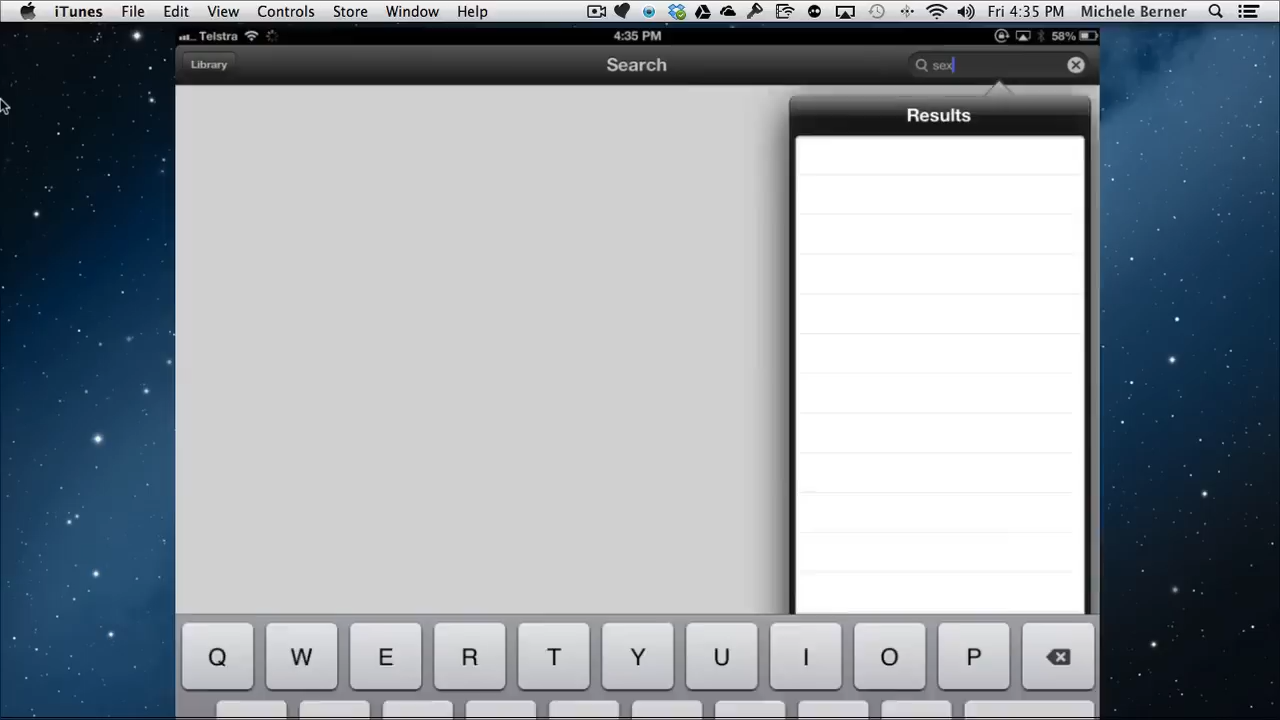 iTunes File Edit View Controls Store Window Help Fri 4:35 PM Michele Berner
Telstra 4:35 PM 58%
Library Search sex
Results
Q W E R T Y U I O P